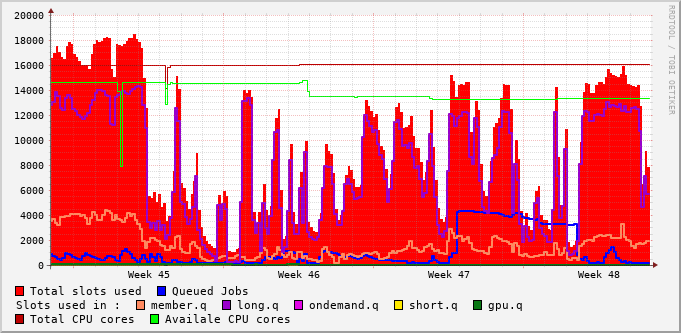 20000
18000
16000
14000
12000
10000
8000
6000
4000
2000
0
Week 45 Week 46 Week 47 Week 48
Total slots used Queued Jobs
Slots used in : member.q long.q ondemand.q short.q gpu.q
Total CPU cores Availale CPU cores
RRDTOOL / TOBI OETIKER